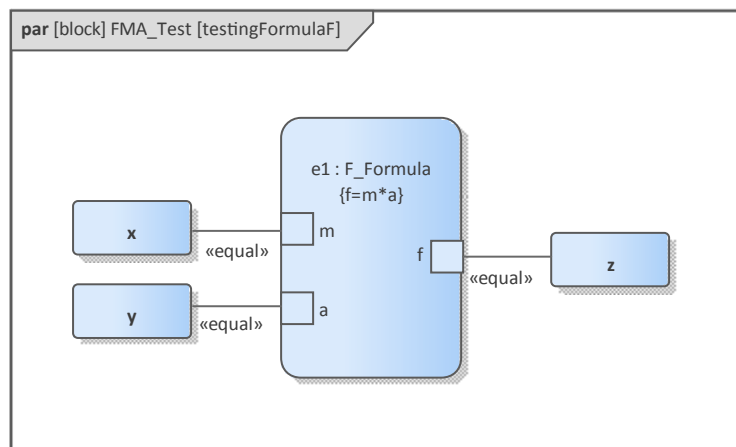 par [block] FMA_Test [testingFormulaF]
e1 : F_Formula
{f=m*a}
x
«equal»
m
f
«equal»
z
y
«equal»
a